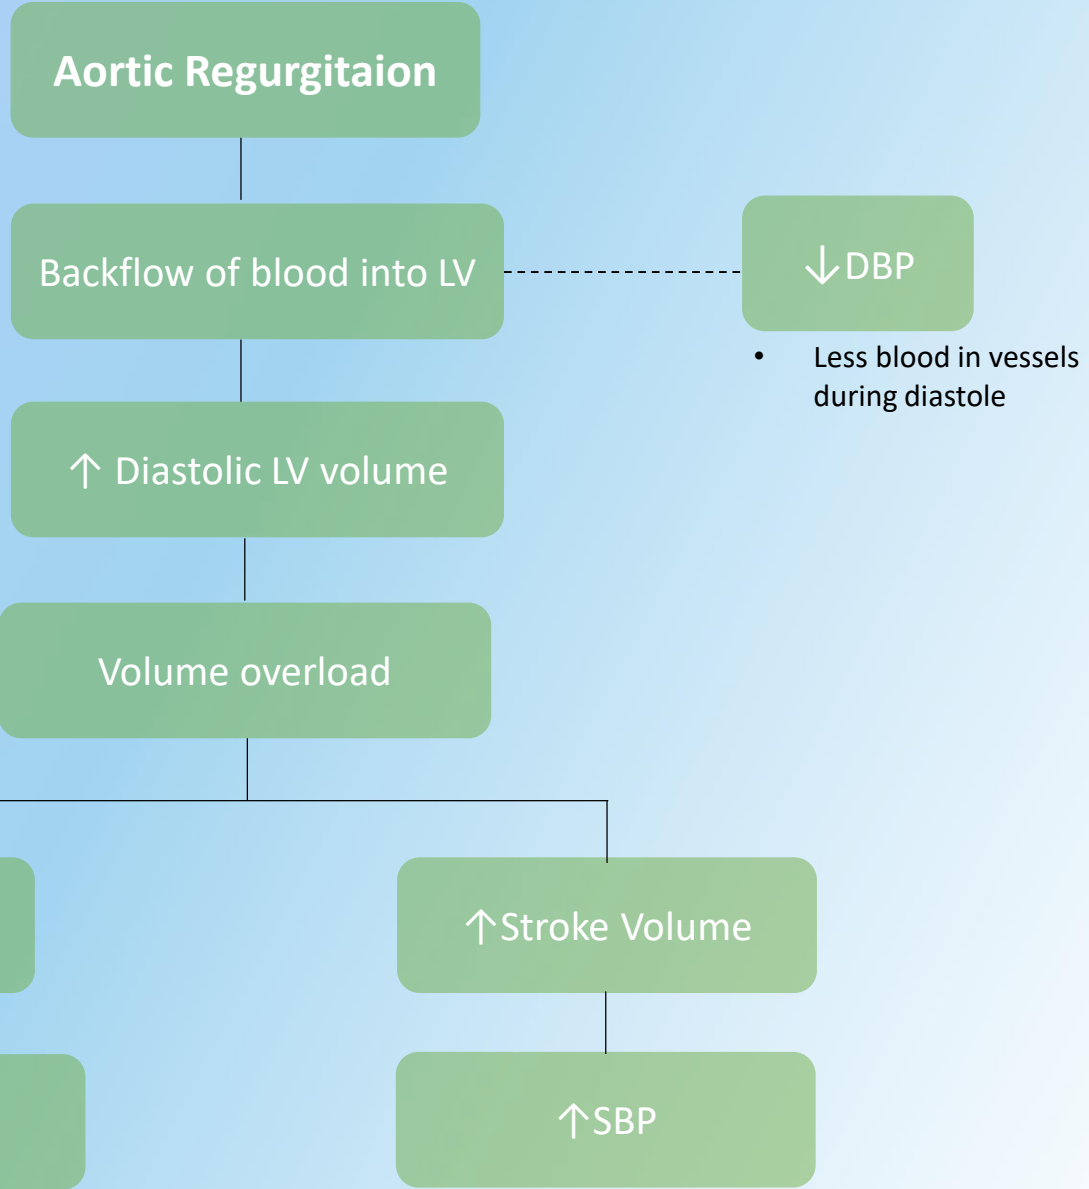 Aortic Regurgitaion
Backflow of blood into LV
↓DBP
• Less blood in vessels
during diastole
↑ Diastolic LV volume
Volume overload
↑Stroke Volume
↑SBP